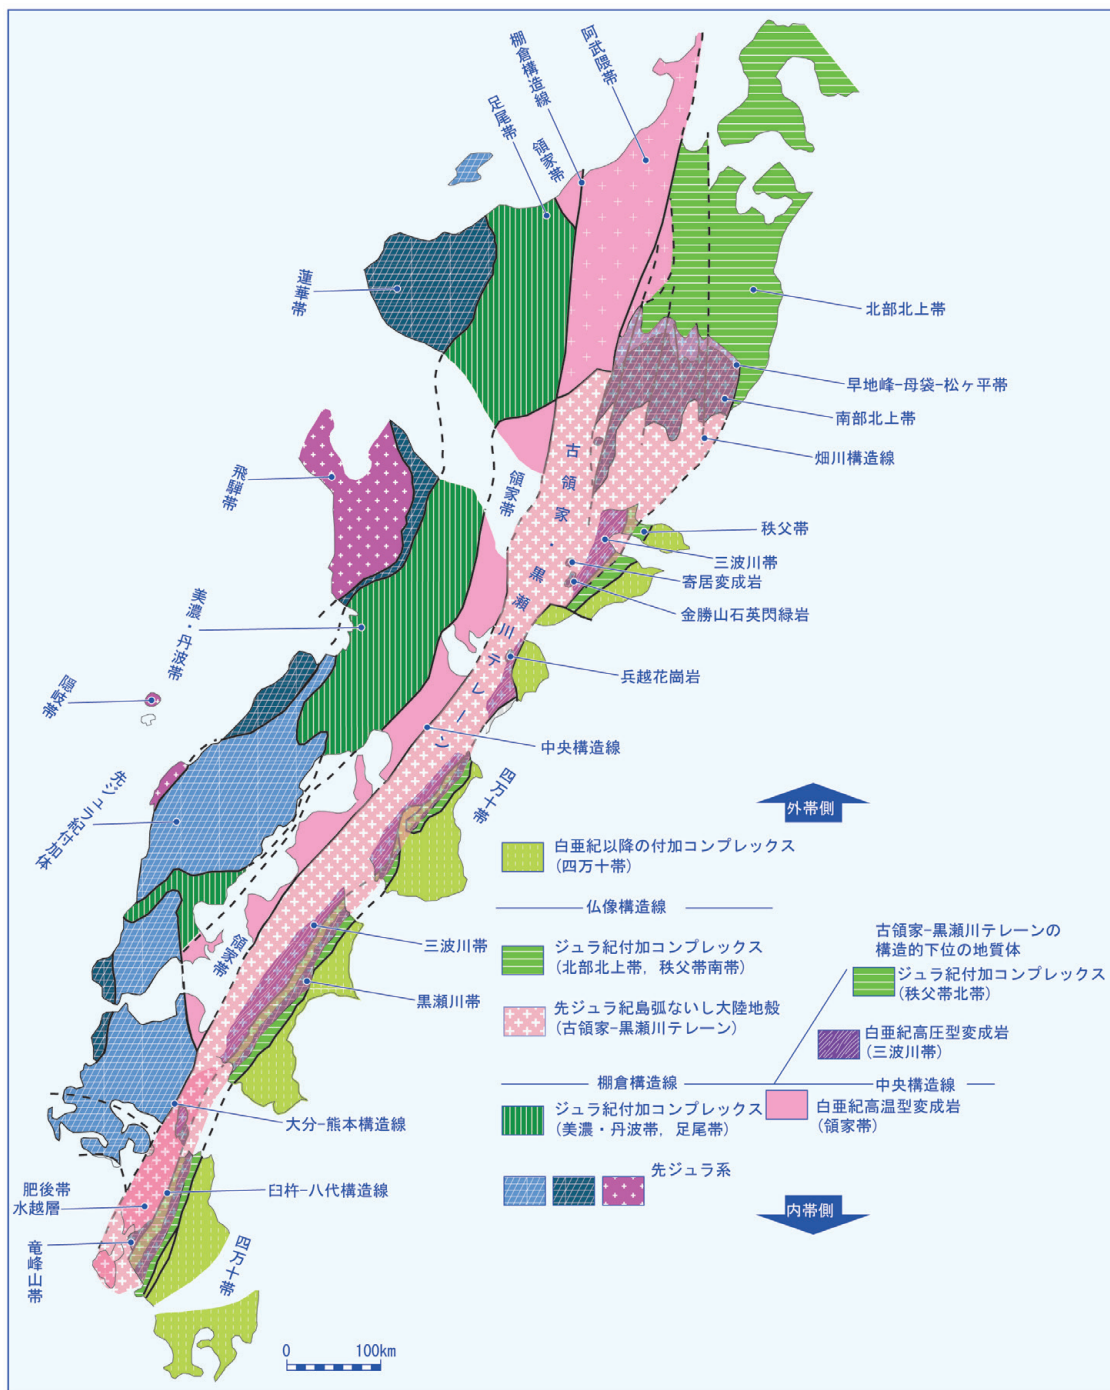 棚倉構造線
阿武隈帯
足尾帯
領家帯
蓮華帯
北部北上帯
早地峰−母袋−松ヶ平帯
南部北上帯
畑川構造線
古領家・黒瀬川テレーン
領家帯
飛騨帯
秩父帯
三波川帯
寄居変成岩
金勝山石英閃緑岩
美濃・丹波帯
兵越花崗岩
隠岐帯
中央構造線
先ジュラ紀付加体
四万十帯
外帯側
白亜紀以降の付加コンプレックス
(四万十帯)
仏像構造線
古領家−黒瀬川テレーンの
構造的下位の地質体
ジュラ紀付加コンプレックス
(北部北上帯，秩父帯南帯)
ジュラ紀付加コンプレックス
(秩父帯北帯)
先ジュラ紀島弧ないし大陸地殻
(古領家−黒瀬川テレーン)
白亜紀高圧型変成岩
(三波川帯)
棚倉構造線
中央構造線
ジュラ紀付加コンプレックス
(美濃・丹波帯，足尾帯)
白亜紀高温型変成岩
(領家帯)
先ジュラ系
内帯側
領家帯
三波川帯
黒瀬川帯
大分−熊本構造線
肥後帯
水越層
臼杵−八代構造線
竜峰山帯
四万十帯
0 100km